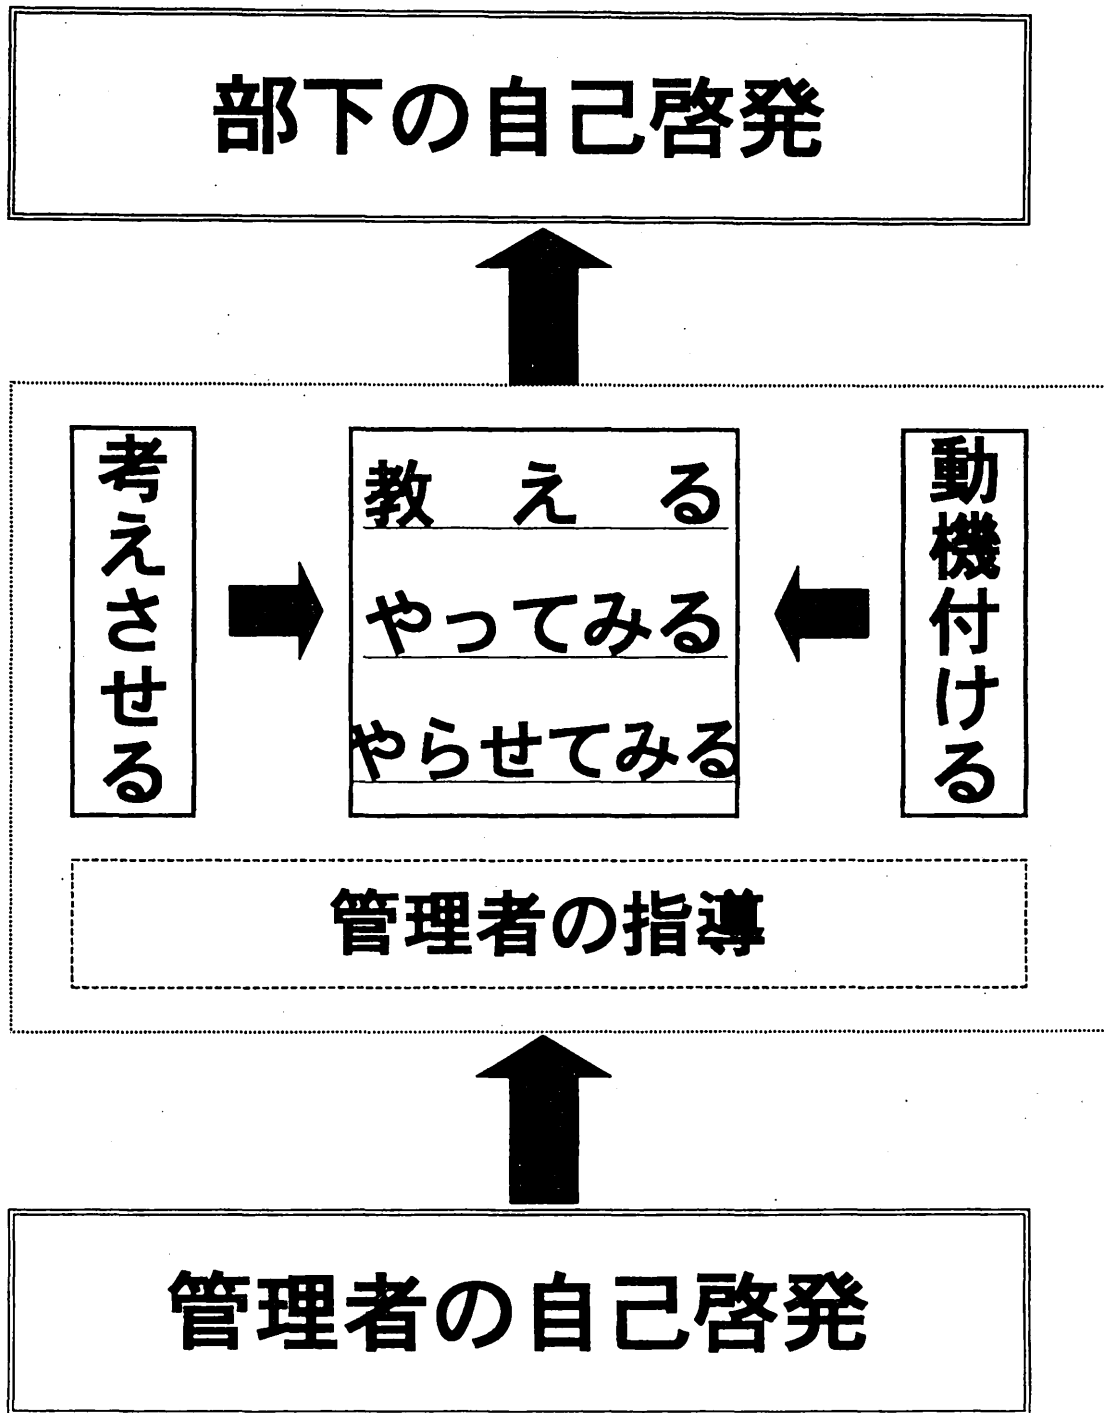 部下の自己啓発
考えさせる
教える
やってみる
やらせてみる
動機付ける
管理者の指導
管理者の自己啓発